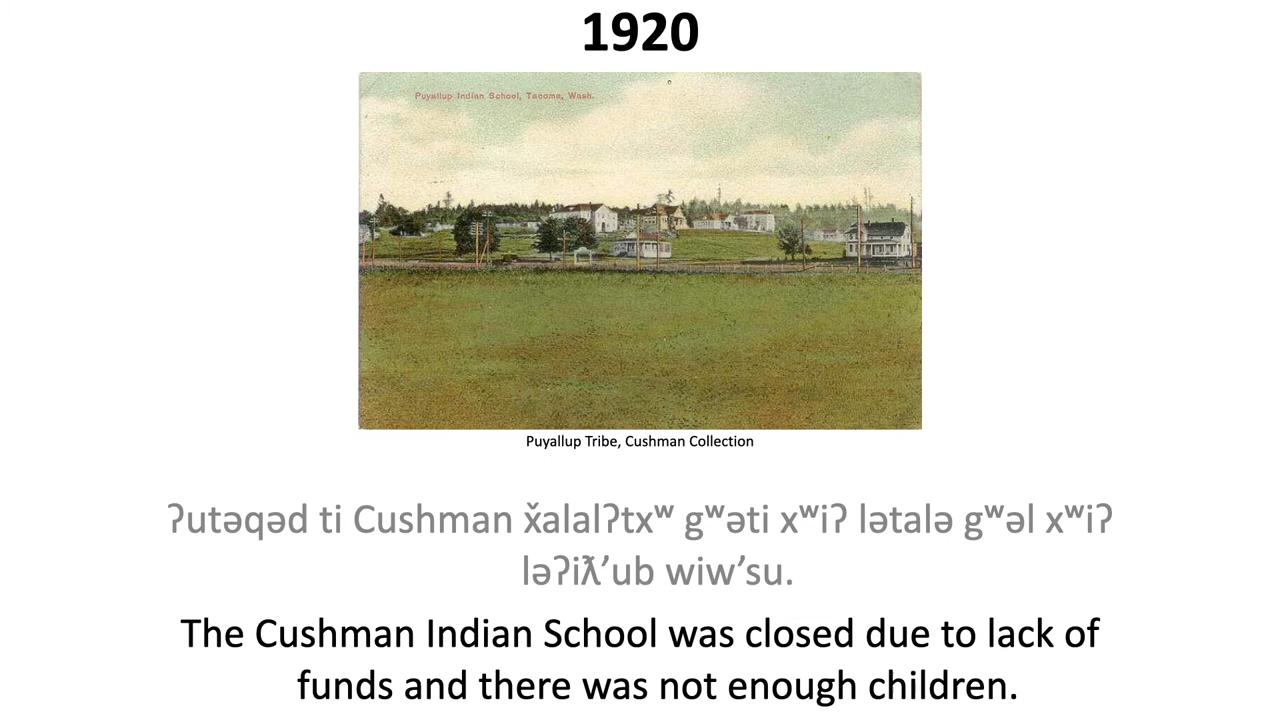 1920
Puyallup Indian School, Tacoma, Wash.
Puyallup Tribe, Cushman Collection
ʔutəqəd ti Cushman x̌alalʔtxʷ gʷəti xʷiʔ lətalə gʷəl xʷiʔ
ləʔiƛ’ub wiw’su.
The Cushman Indian School was closed due to lack of
funds and there was not enough children.